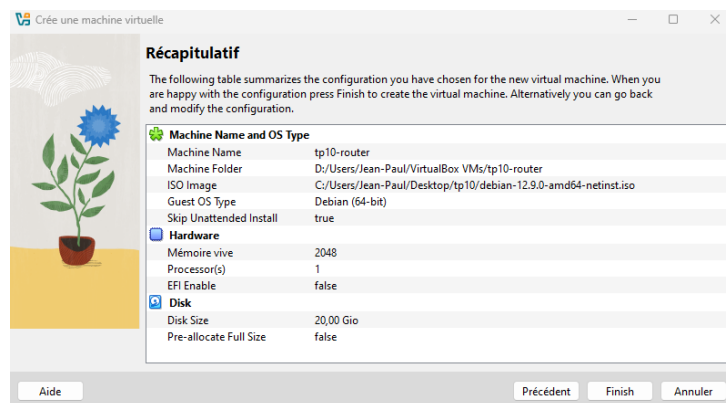 Crée une machine virtuelle
Récapitulatif
The following table summarizes the configuration you have chosen for the new virtual machine. When you
are happy with the configuration press Finish to create the virtual machine. Alternatively you can go back
and modify the configuration.
Machine Name and OS Type
Machine Name tp10-router
Machine Folder D:/Users/Jean-Paul/VirtualBox VMs/tp10-router
ISO Image C:/Users/Jean-Paul/Desktop/tp10/debian-12.9.0-amd64-netinst.iso
Guest OS Type Debian (64-bit)
Skip Unattended Install true
Hardware
Mémoire vive 2048
Processor(s) 1
EFI Enable false
Disk
Disk Size 20,00 Gio
Pre-allocate Full Size false
Aide Précédent Finish Annuler